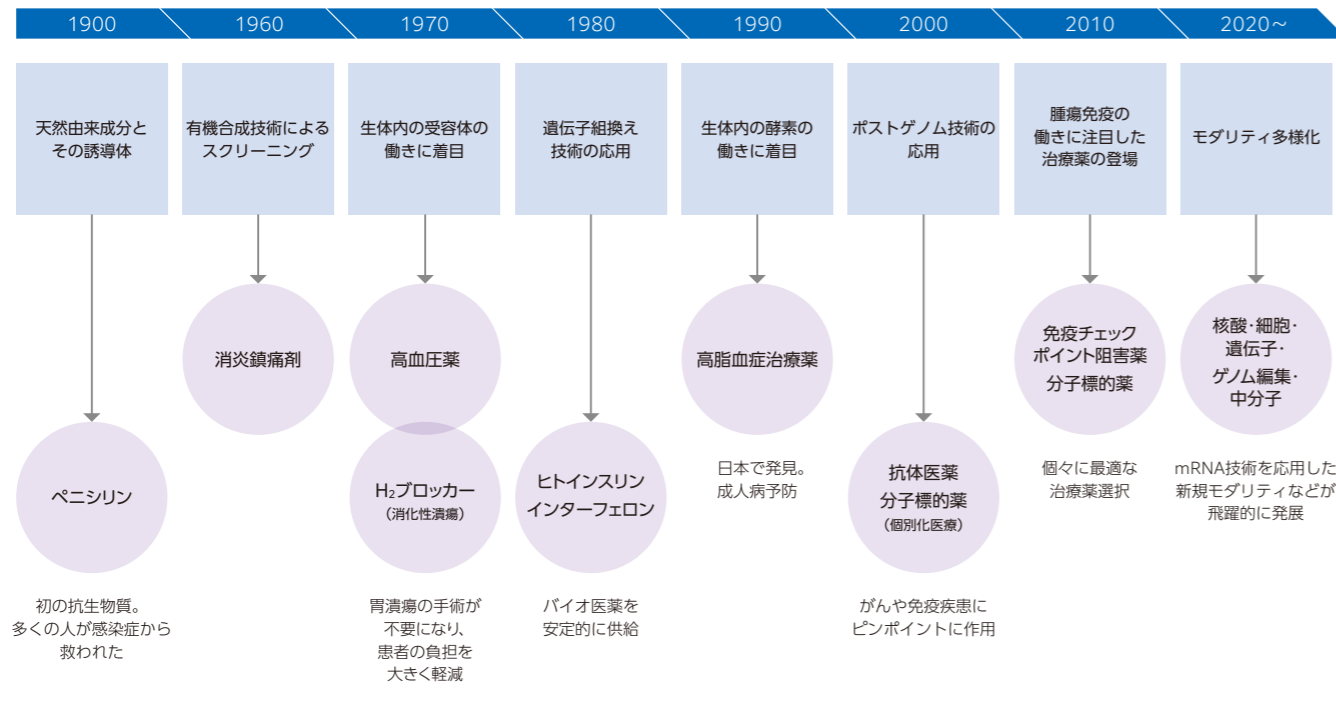 1900
1960
1970
1980
1990
2000
2010
2020~
天然由来成分と
その誘導体
有機合成技術による
スクリーニング
生体内の受容体の
働きに着目
遺伝子組換え
技術の応用
生体内の酵素の
働きに着目
ポストゲノム技術の
応用
腫瘍免疫の
働きに注目した
治療薬の登場
モダリティ多様化
ペニシリン
初の抗生物質。
多くの人が感染症から
救われた
消炎鎮痛剤
高血圧薬
H₂ブロッカー
（消化性潰瘍）
胃潰瘍の手術が
不要になり、
患者の負担を
大きく軽減
ヒトインスリン
インターフェロン
バイオ医薬を
安定的に供給
高脂血症治療薬
日本で発見。
成人病予防
抗体医薬
分子標的薬
（個別化医療）
がんや免疫疾患に
ピンポイントに作用
免疫チェック
ポイント阻害薬
分子標的薬
個々に最適な
治療薬選択
核酸・細胞・
遺伝子・
ゲノム編集・
中分子
mRNA技術を応用した
新規モダリティなどが
飛躍的に発展